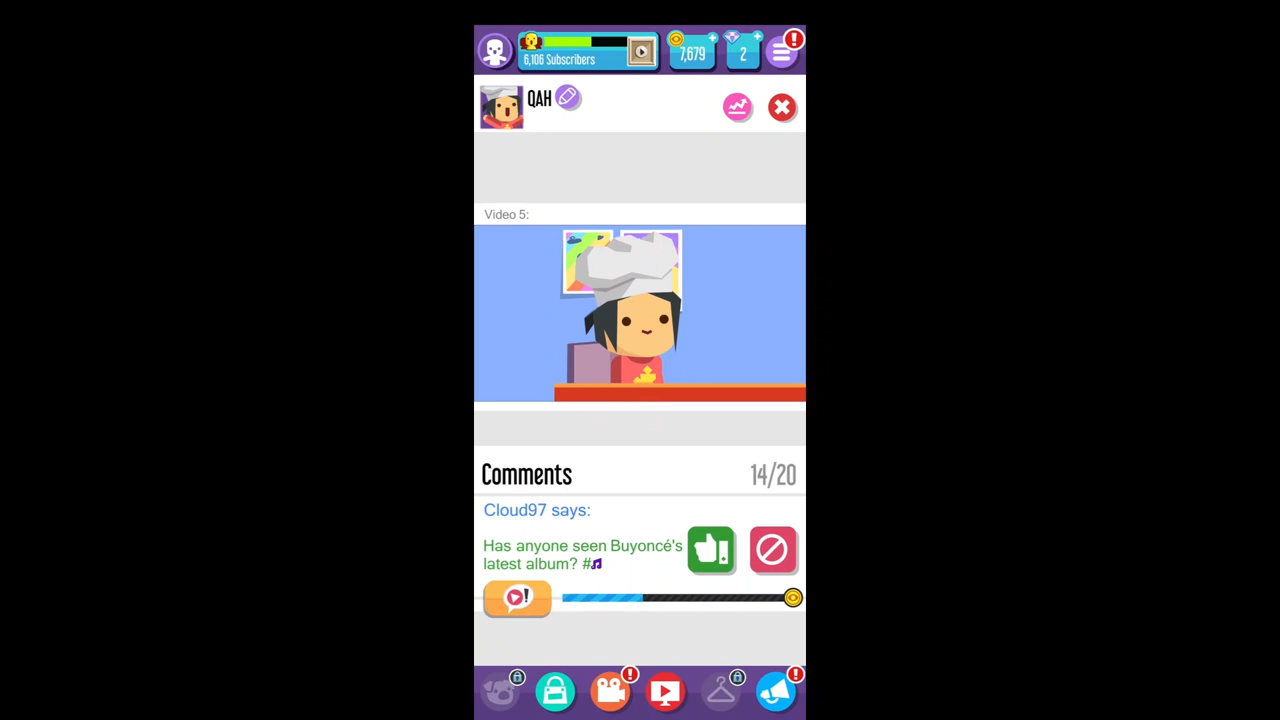 6,106 Subscribers
7,679
2
QAH
Video 5:
Comments
14/20
Cloud97 says:
Has anyone seen Buyoncé's
latest album? #